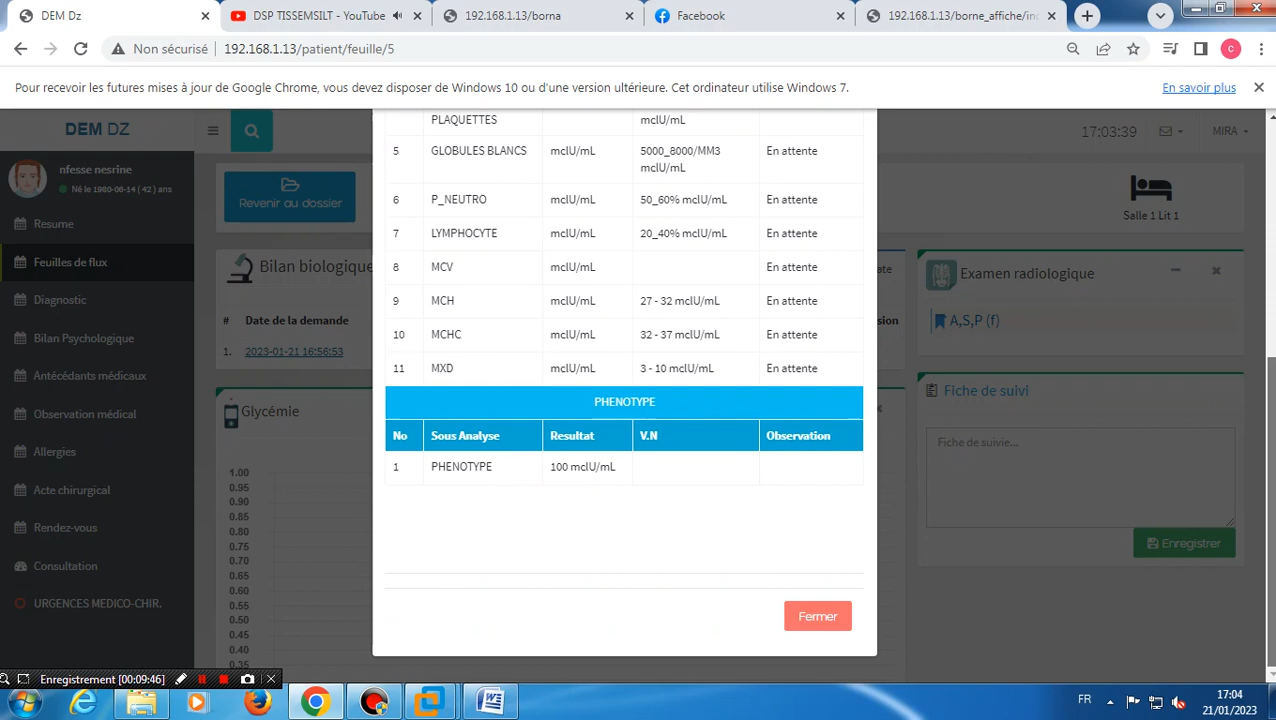 DEM Dz
DSP TISSEMSILT - YouTube
192.168.1.13/borna
Facebook
192.168.1.13/borne_affiche/ind
Non sécurisé
192.168.1.13/patient/feuille/5
Pour recevoir les futures mises à jour de Google Chrome, vous devez disposer de Windows 10 ou d'une version ultérieure. Cet ordinateur utilise Windows 7.
En savoir plus
DEM DZ
17:03:39
MIRA
nfesse nesrine
Né le 1980-06-14 ( 42 ) ans
Resume
Feuilles de flux
Diagnostic
Bilan Psychologique
Antécédants médicaux
Observation médical
Allergies
Acte chirurgical
Rendez-vous
Consultation
URGENCES MEDICO-CHIR.
Revenir au dossier
Salle 1 Lit 1
Bilan biologique
# Date de la demande
1. 2023-01-21 16:56:53
Glycémie
1.00
0.95
0.90
0.85
0.80
0.75
0.70
0.65
0.60
0.55
0.50
0.45
0.40
0.35
PLAQUETTES mclU/mL
5 GLOBULES BLANCS mclU/mL 5000_8000/MM3 En attente
mclU/mL
6 P_NEUTRO mclU/mL 50_60% mclU/mL En attente
7 LYMPHOCYTE mclU/mL 20_40% mclU/mL En attente
8 MCV mclU/mL En attente
9 MCH mclU/mL 27 - 32 mclU/mL En attente
10 MCHC mclU/mL 32 - 37 mclU/mL En attente
11 MXD mclU/mL 3 - 10 mclU/mL En attente
PHENOTYPE
No Sous Analyse Resultat V.N Observation
1 PHENOTYPE 100 mclU/mL
Fermer
ate
sion
Examen radiologique
A,S,P (f)
Fiche de suivi
Fiche de suivie...
Enregistrer
Enregistrement [00:09:46]
FR
17:04
21/01/2023